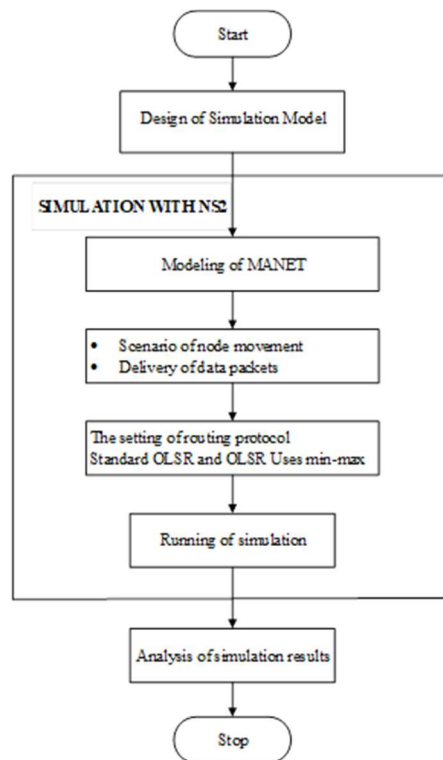 Start
Design of Simulation Model
SIMULATION WITH NS2
Modeling of MANET
• Scenario of node movement
• Delivery of data packets
The setting of routing protocol
Standard OLSR and OLSR Uses min-max
Running of simulation
Analysis of simulation results
Stop